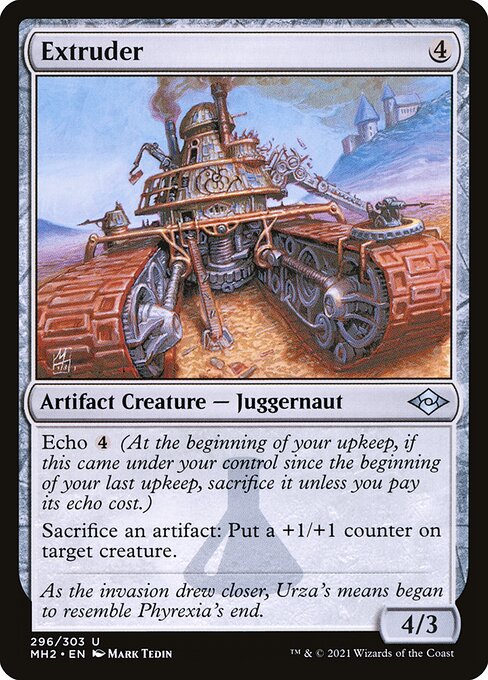 Extruder 4
Artifact Creature — Juggernaut
Echo 4 (At the beginning of your upkeep, if
this came under your control since the beginning
of your last upkeep, sacrifice it unless you pay
its echo cost.)
Sacrifice an artifact: Put a +1/+1 counter on
target creature.
As the invasion drew closer, Urza's means began
to resemble Phyrexia's end.
4/3
296/303 U
MH2 • EN Mark Tedin ™ & © 2021 Wizards of the Coast